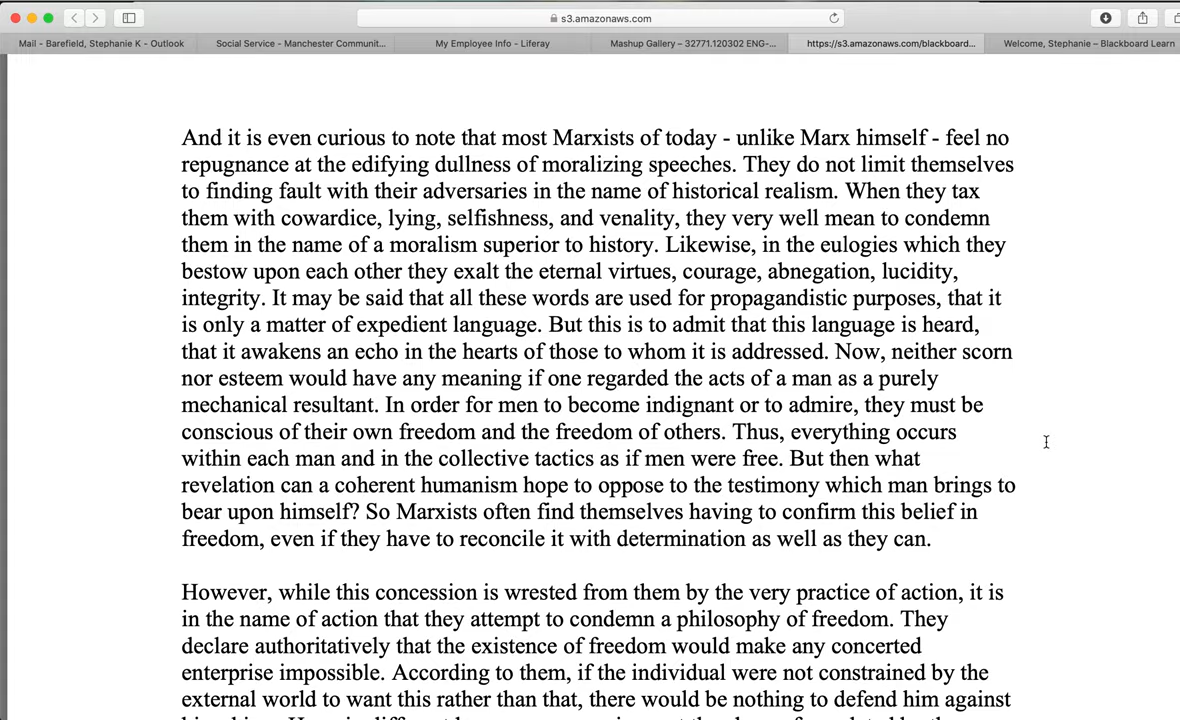 s3.amazonaws.com
Mail - Barefield, Stephanie K - Outlook
Social Service - Manchester Communit...
My Employee Info - Liferay
Mashup Gallery – 32771.120302 ENG-...
https://s3.amazonaws.com/blackboard...
Welcome, Stephanie – Blackboard Learn
And it is even curious to note that most Marxists of today - unlike Marx himself - feel no
repugnance at the edifying dullness of moralizing speeches. They do not limit themselves
to finding fault with their adversaries in the name of historical realism. When they tax
them with cowardice, lying, selfishness, and venality, they very well mean to condemn
them in the name of a moralism superior to history. Likewise, in the eulogies which they
bestow upon each other they exalt the eternal virtues, courage, abnegation, lucidity,
integrity. It may be said that all these words are used for propagandistic purposes, that it
is only a matter of expedient language. But this is to admit that this language is heard,
that it awakens an echo in the hearts of those to whom it is addressed. Now, neither scorn
nor esteem would have any meaning if one regarded the acts of a man as a purely
mechanical resultant. In order for men to become indignant or to admire, they must be
conscious of their own freedom and the freedom of others. Thus, everything occurs
within each man and in the collective tactics as if men were free. But then what
revelation can a coherent humanism hope to oppose to the testimony which man brings to
bear upon himself? So Marxists often find themselves having to confirm this belief in
freedom, even if they have to reconcile it with determination as well as they can.
However, while this concession is wrested from them by the very practice of action, it is
in the name of action that they attempt to condemn a philosophy of freedom. They
declare authoritatively that the existence of freedom would make any concerted
enterprise impossible. According to them, if the individual were not constrained by the
external world to want this rather than that, there would be nothing to defend him against